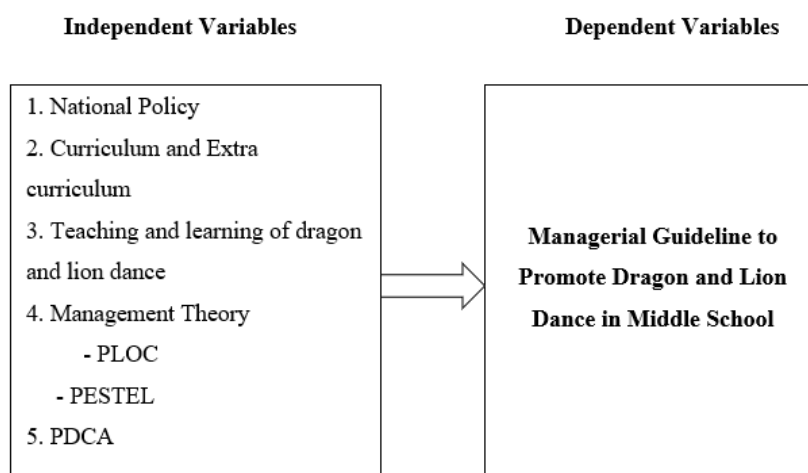 Independent Variables
Dependent Variables
1. National Policy
2. Curriculum and Extra
curriculum
3. Teaching and learning of dragon
and lion dance
4. Management Theory
- PLOC
- PESTEL
5. PDCA
Managerial Guideline to
Promote Dragon and Lion
Dance in Middle School